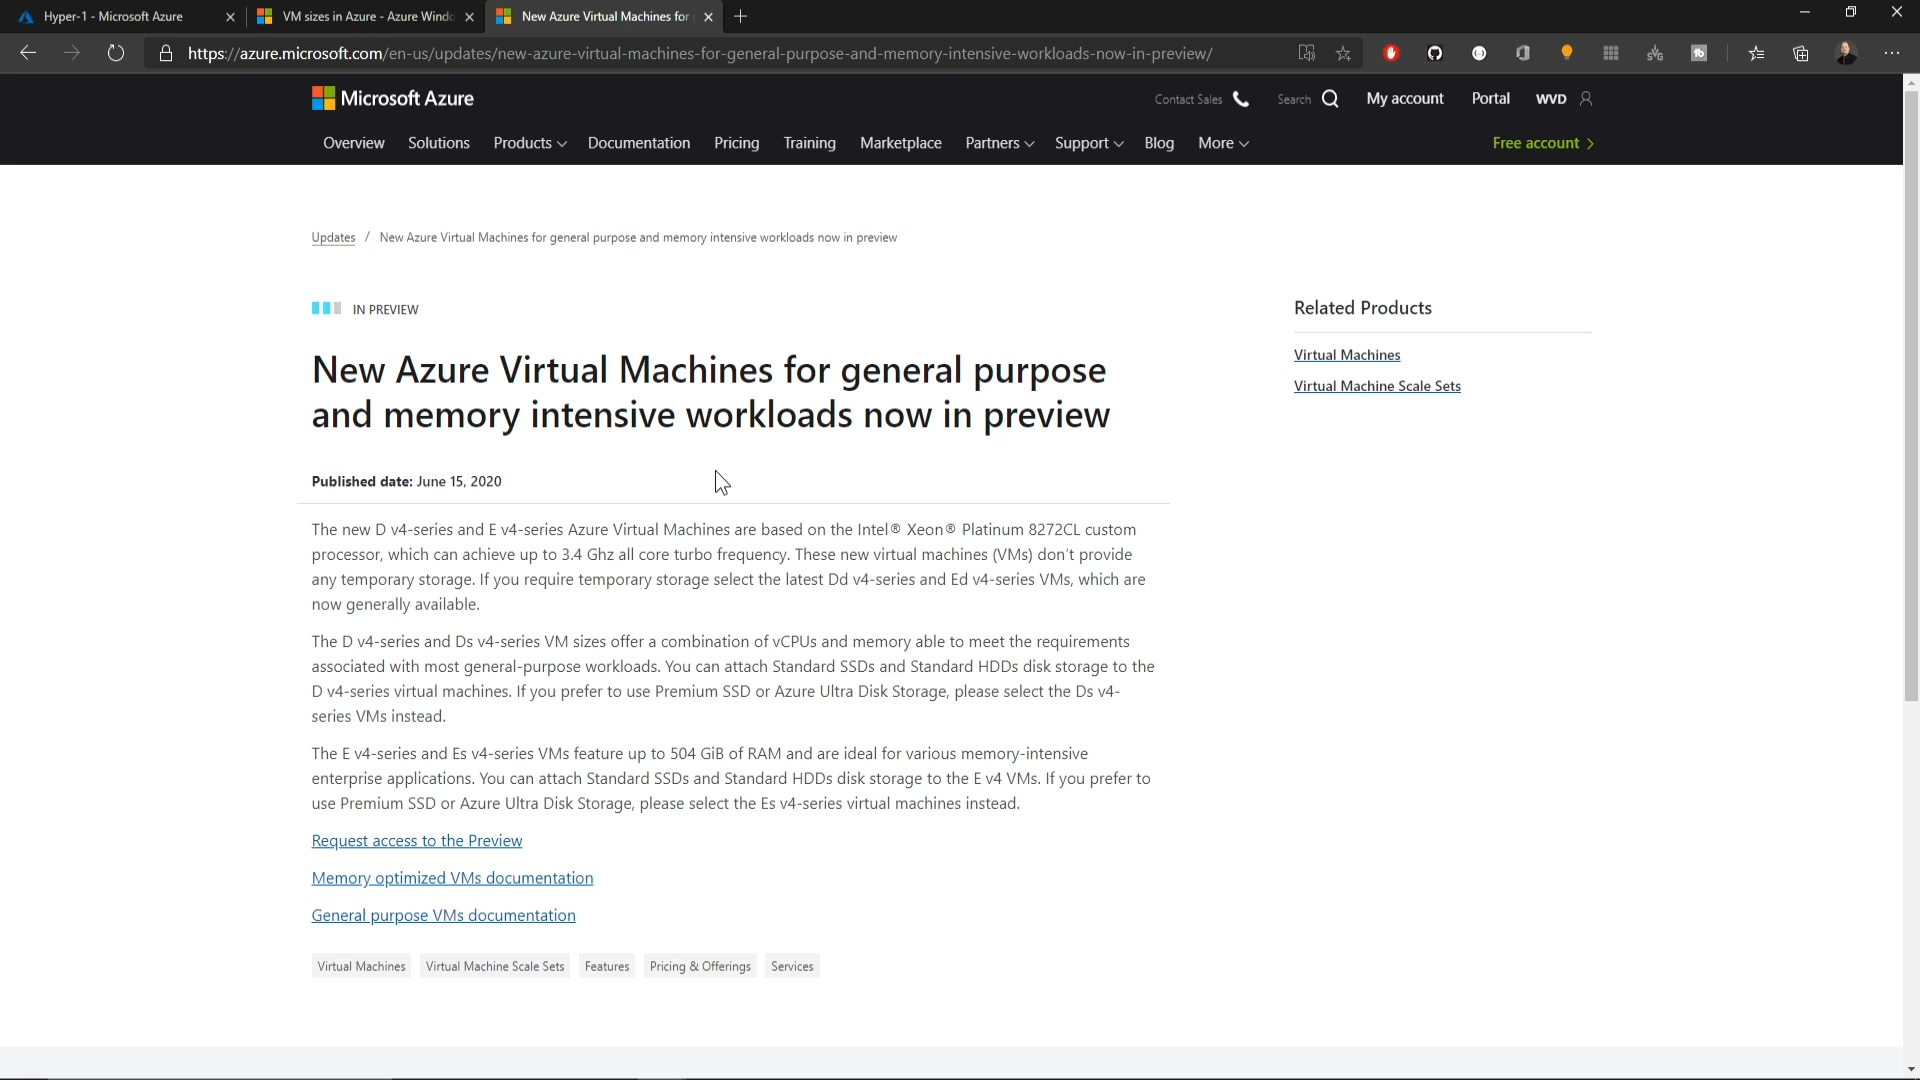 Hyper-1 - Microsoft Azure
VM sizes in Azure - Azure Windo
New Azure Virtual Machines for
https://azure.microsoft.com/en-us/updates/new-azure-virtual-machines-for-general-purpose-and-memory-intensive-workloads-now-in-preview/
Microsoft Azure
Contact Sales
Search
My account
Portal
WVD
Overview
Solutions
Products
Documentation
Pricing
Training
Marketplace
Partners
Support
Blog
More
Free account
Updates / New Azure Virtual Machines for general purpose and memory intensive workloads now in preview
IN PREVIEW
New Azure Virtual Machines for general purpose
and memory intensive workloads now in preview
Published date: June 15, 2020
The new D v4-series and E v4-series Azure Virtual Machines are based on the Intel® Xeon® Platinum 8272CL custom
processor, which can achieve up to 3.4 Ghz all core turbo frequency. These new virtual machines (VMs) don't provide
any temporary storage. If you require temporary storage select the latest Dd v4-series and Ed v4-series VMs, which are
now generally available.
The D v4-series and Ds v4-series VM sizes offer a combination of vCPUs and memory able to meet the requirements
associated with most general-purpose workloads. You can attach Standard SSDs and Standard HDDs disk storage to the
D v4-series virtual machines. If you prefer to use Premium SSD or Azure Ultra Disk Storage, please select the Ds v4-
series VMs instead.
The E v4-series and Es v4-series VMs feature up to 504 GiB of RAM and are ideal for various memory-intensive
enterprise applications. You can attach Standard SSDs and Standard HDDs disk storage to the E v4 VMs. If you prefer to
use Premium SSD or Azure Ultra Disk Storage, please select the Es v4-series virtual machines instead.
Request access to the Preview
Memory optimized VMs documentation
General purpose VMs documentation
Virtual Machines
Virtual Machine Scale Sets
Features
Pricing & Offerings
Services
Related Products
Virtual Machines
Virtual Machine Scale Sets